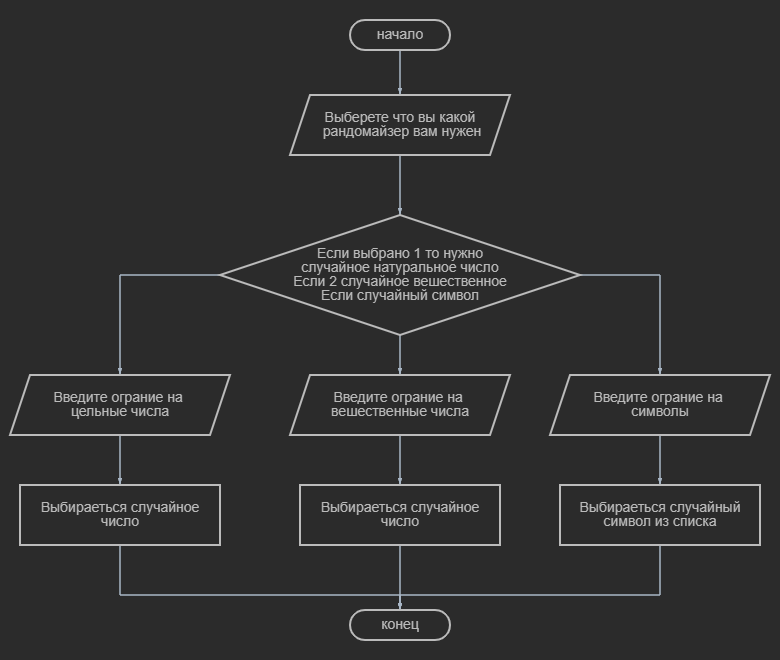 начало
Выберете что вы какой
рандомайзер вам нужен
Если выбрано 1 то нужно
случайное натуральное число
Если 2 случайное вешественное
Если случайный символ
Введите ограние на
цельные числа
Введите ограние на
вешественные числа
Введите ограние на
символы
Выбираеться случайное
число
Выбираеться случайное
число
Выбираеться случайный
символ из списка
конец